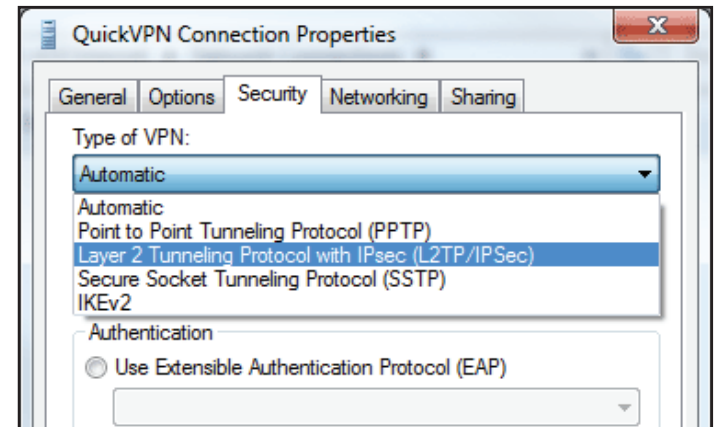 QuickVPN Connection Properties
General Options Security Networking Sharing
Type of VPN:
Automatic
Automatic
Point to Point Tunneling Protocol (PPTP)
Layer 2 Tunneling Protocol with IPsec (L2TP/IPSec)
Secure Socket Tunneling Protocol (SSTP)
IKEv2
Authentication
Use Extensible Authentication Protocol (EAP)